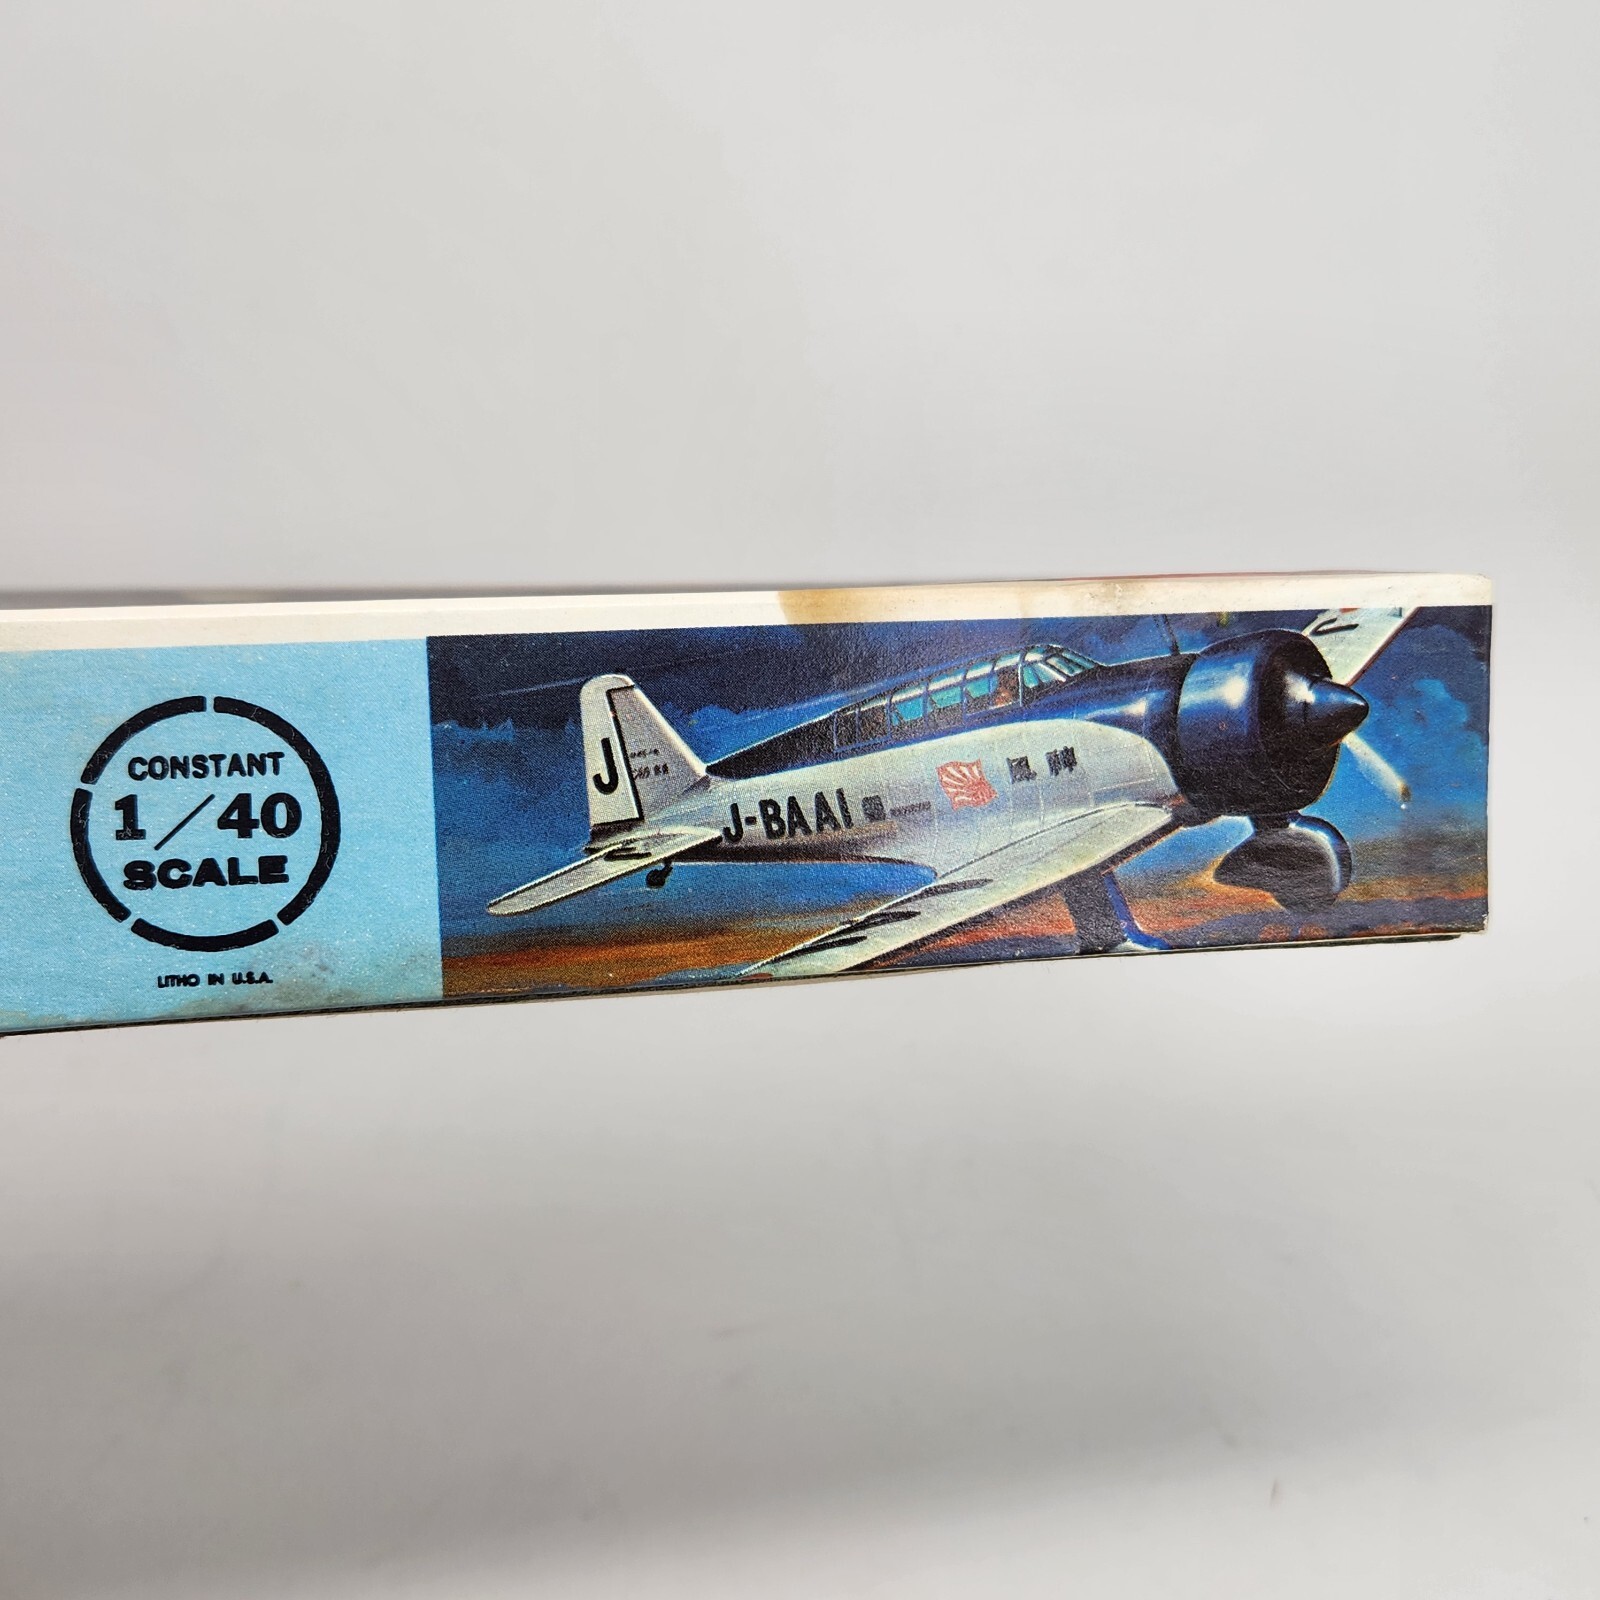 CONSTANT
1/40
SCALE
LITHO IN U.S.A.
J
J-BAAI
風 神
J